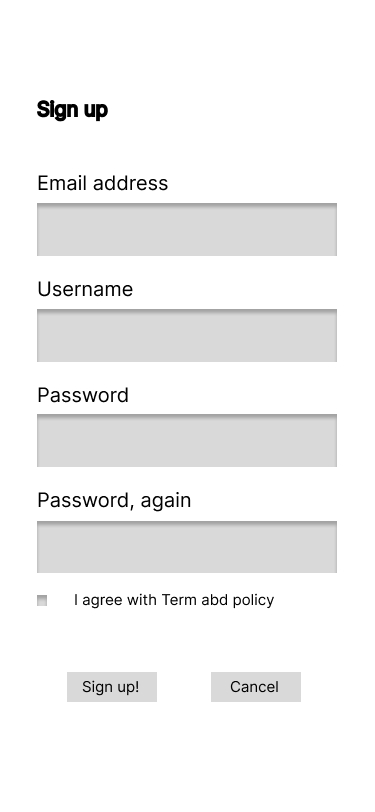 Sign up
Email address
Username
Password
Password, again
I agree with Term abd policy
Sign up! Cancel